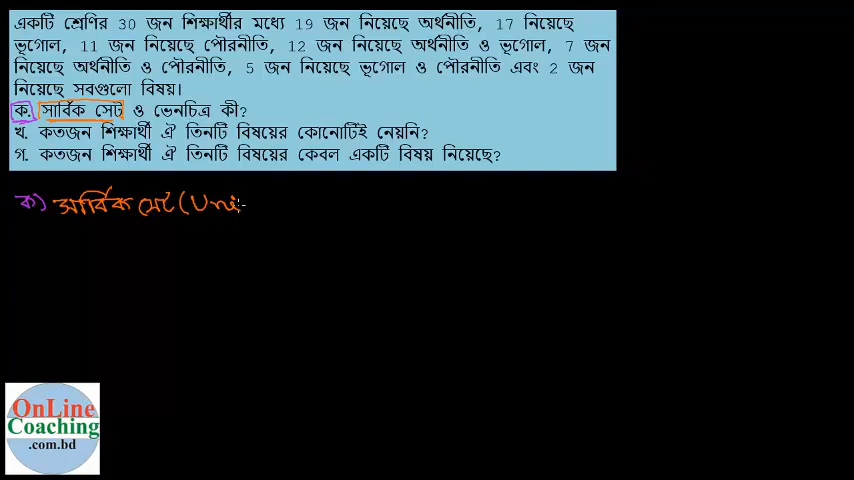 একটি শ্রেণির 30 জন শিক্ষার্থীর মধ্যে 19 জন নিয়েছে অর্থনীতি, 17 নিয়েছে
ভূগোল, 11 জন নিয়েছে পৌরনীতি, 12 জন নিয়েছে অর্থনীতি ও ভূগোল, 7 জন
নিয়েছে অর্থনীতি ও পৌরনীতি, 5 জন নিয়েছে ভূগোল ও পৌরনীতি এবং 2 জন
নিয়েছে সবগুলো বিষয়।
ক. সার্বিক সেট ও ভেনচিত্র কী?
খ. কতজন শিক্ষার্থী ঐ তিনটি বিষয়ের কোনোটিই নেয়নি?
গ. কতজন শিক্ষার্থী ঐ তিনটি বিষয়ের কেবল একটি বিষয় নিয়েছে?
ক) সার্বিক সেট (Uni
OnLine
Coaching
.com.bd